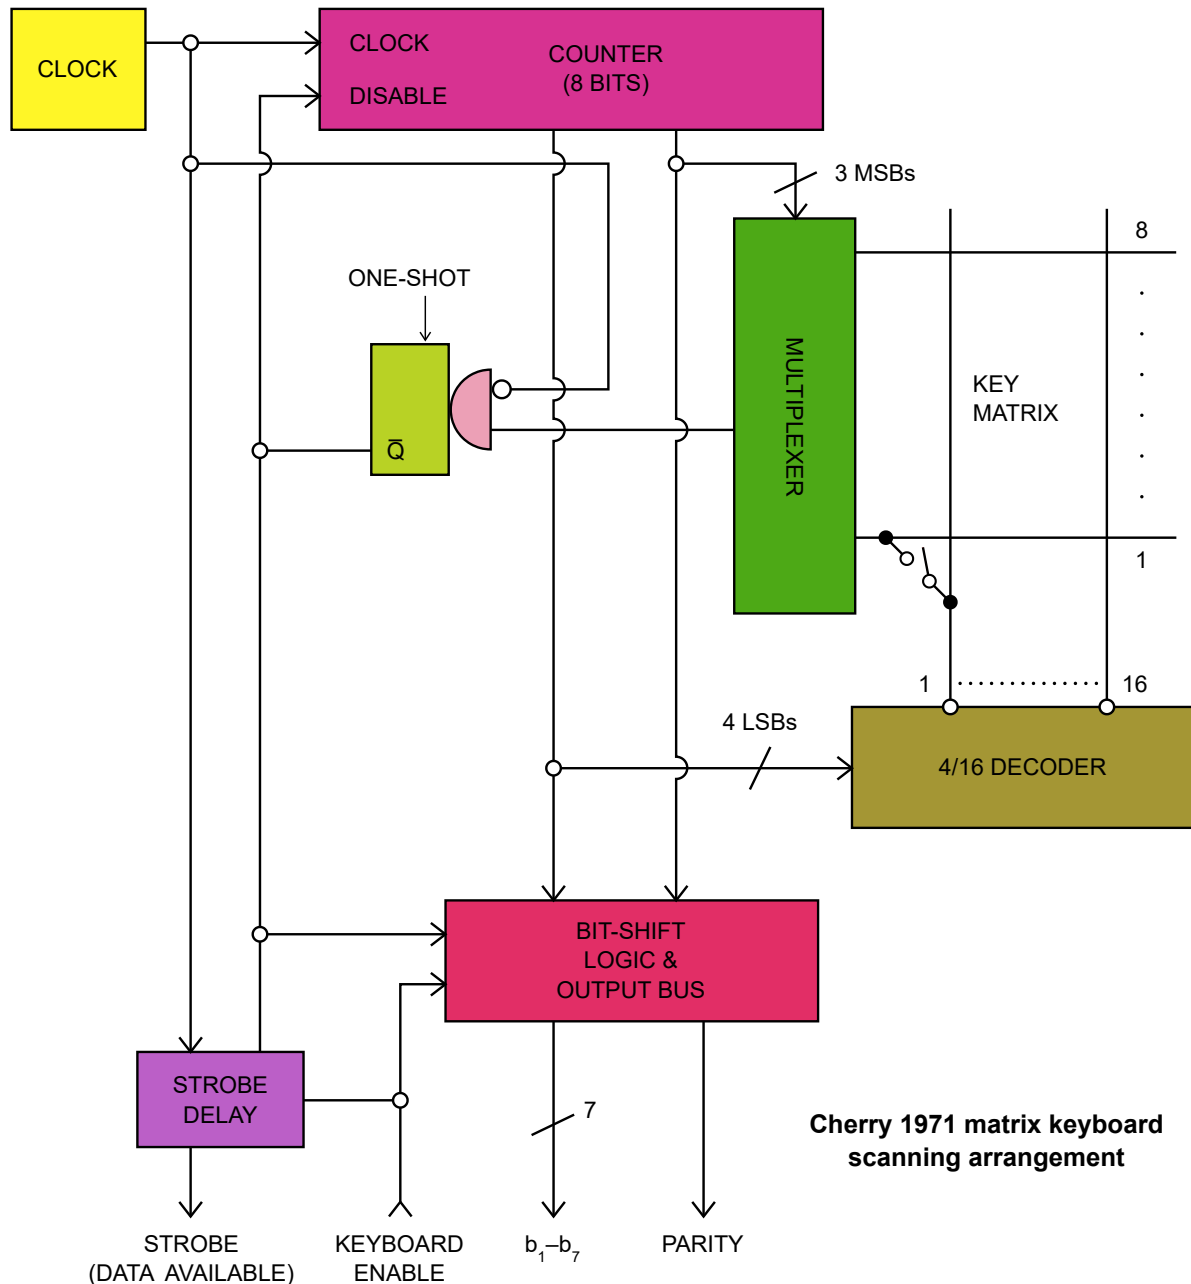 CLOCK
CLOCK
DISABLE
COUNTER
(8 BITS)
3 MSBs
8
ONE-SHOT
MULTIPLEXER
KEY
MATRIX
Q̅
1
1
16
4 LSBs
4/16 DECODER
BIT-SHIFT
LOGIC &
OUTPUT BUS
STROBE
DELAY
7
Cherry 1971 matrix keyboard
scanning arrangement
STROBE
(DATA AVAILABLE)
KEYBOARD
ENABLE
b₁–b₇
PARITY